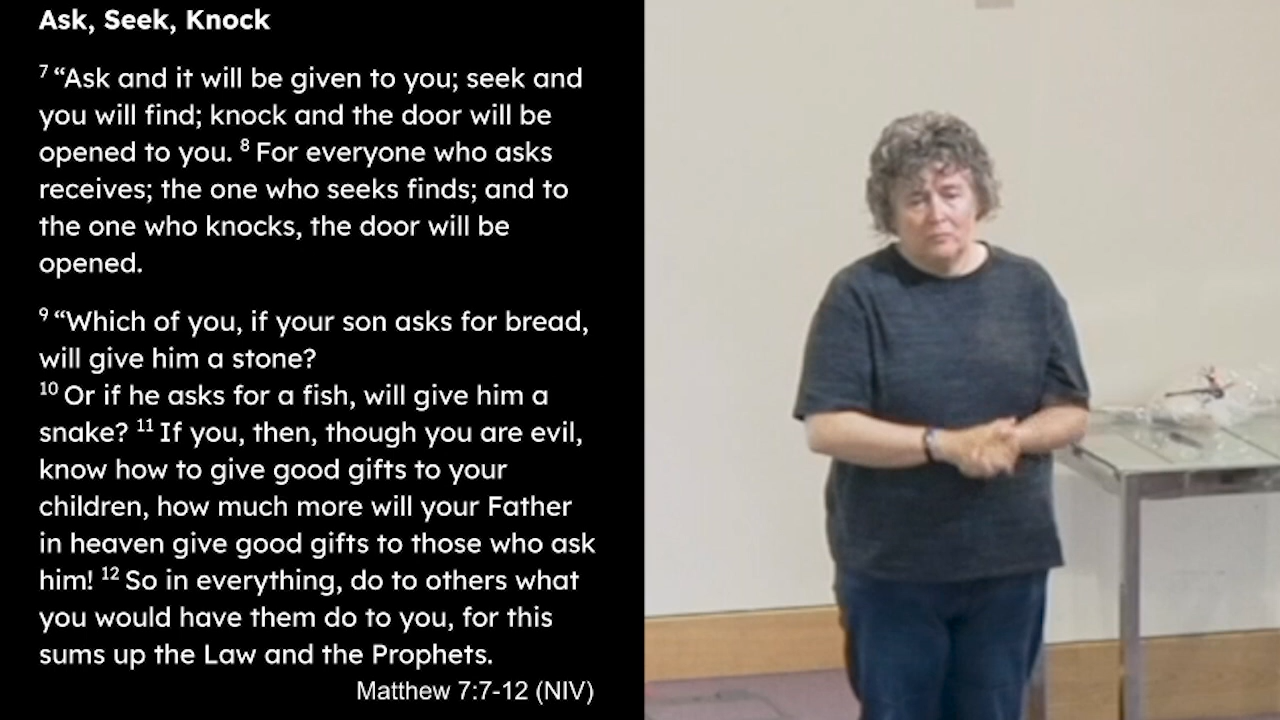 Ask, Seek, Knock
7 “Ask and it will be given to you; seek and
you will find; knock and the door will be
opened to you. 8 For everyone who asks
receives; the one who seeks finds; and to
the one who knocks, the door will be
opened.
9 “Which of you, if your son asks for bread,
will give him a stone?
10 Or if he asks for a fish, will give him a
snake? 11 If you, then, though you are evil,
know how to give good gifts to your
children, how much more will your Father
in heaven give good gifts to those who ask
him! 12 So in everything, do to others what
you would have them do to you, for this
sums up the Law and the Prophets.
Matthew 7:7-12 (NIV)